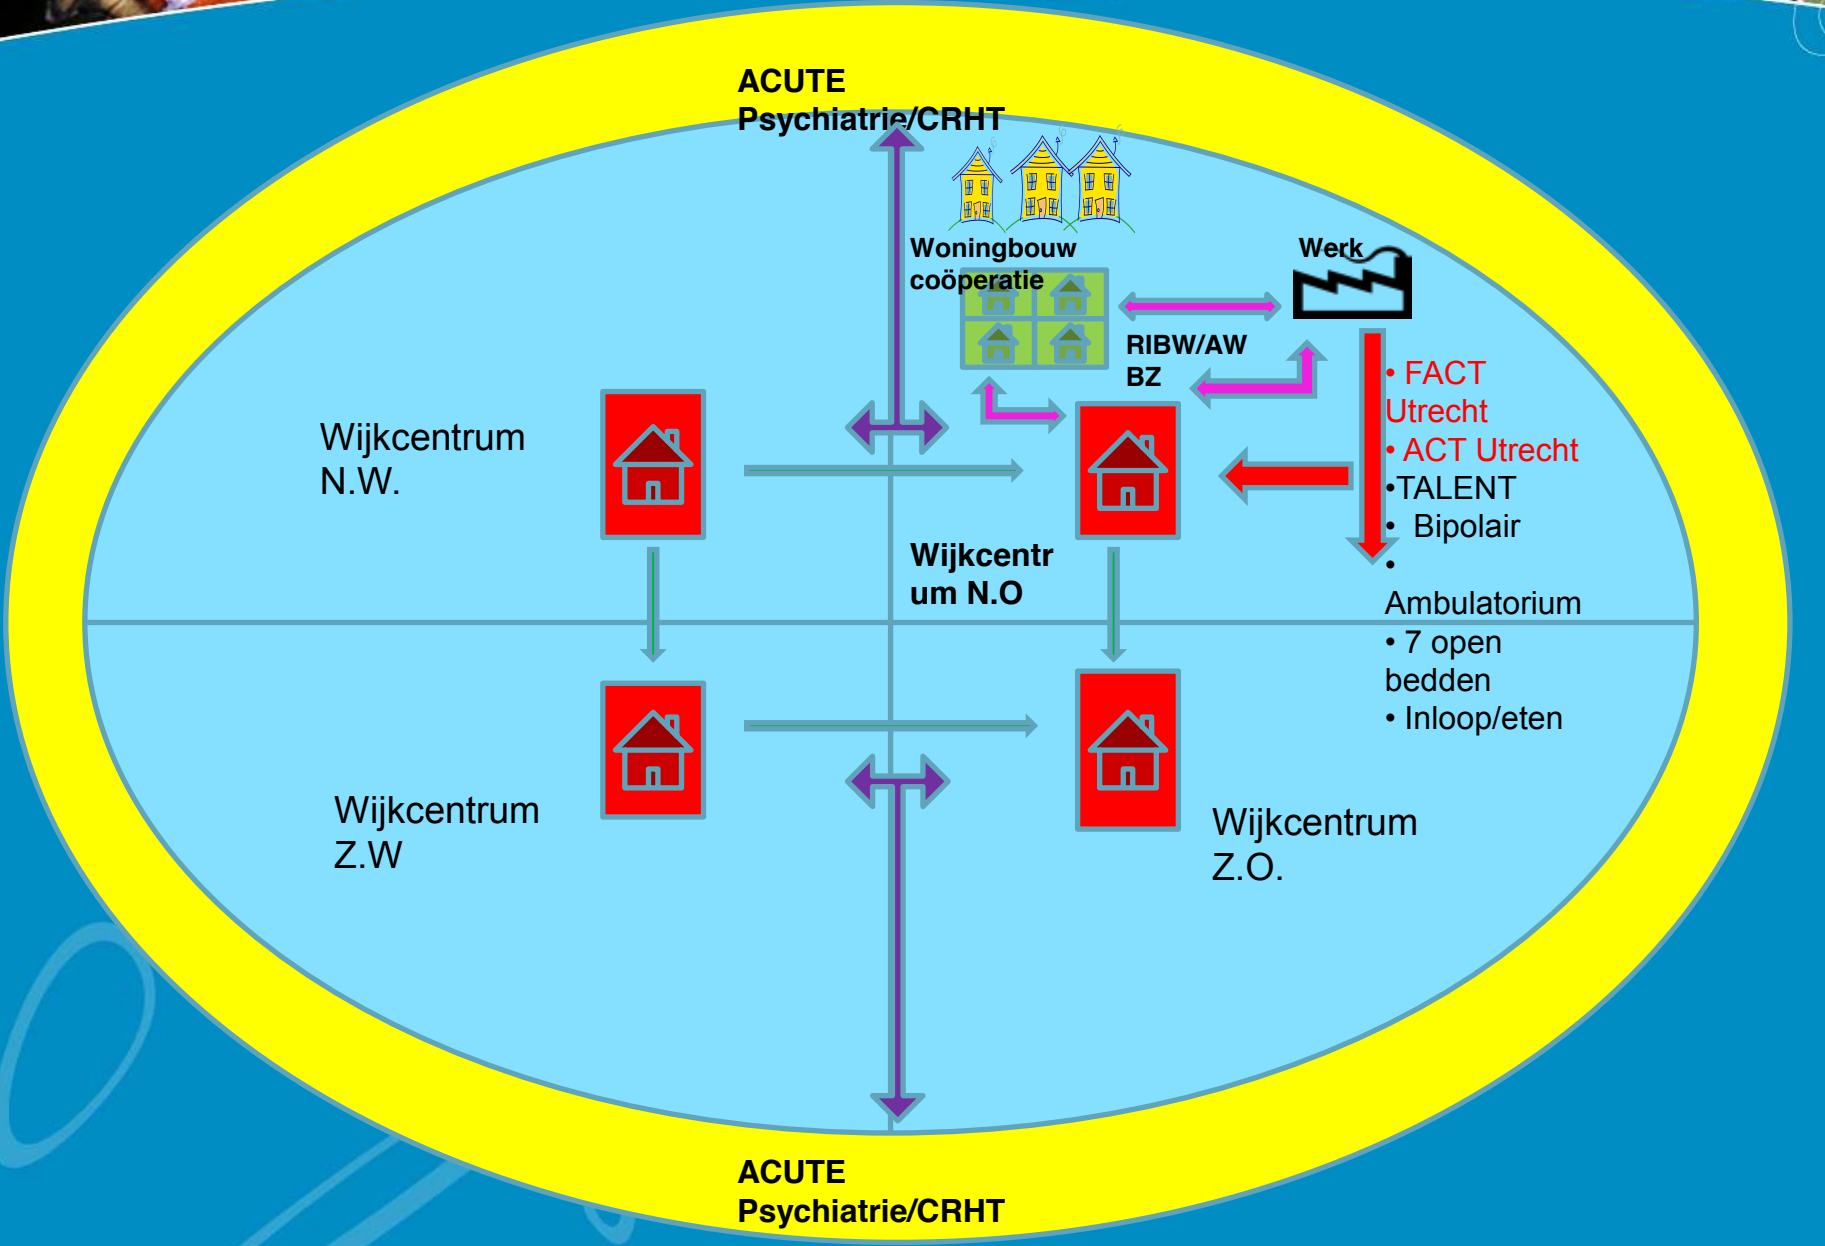 ACUTE
Psychiatrie/CRHT
Woningbouw
coöperatie
Werk
RIBW/AW
BZ
• FACT
Utrecht
• ACT Utrecht
•TALENT
• Bipolair
•
Ambulatorium
• 7 open
bedden
• Inloop/eten
Wijkcentrum
N.W.
Wijkcentr
um N.O
Wijkcentrum
Z.W
Wijkcentrum
Z.O.
ACUTE
Psychiatrie/CRHT